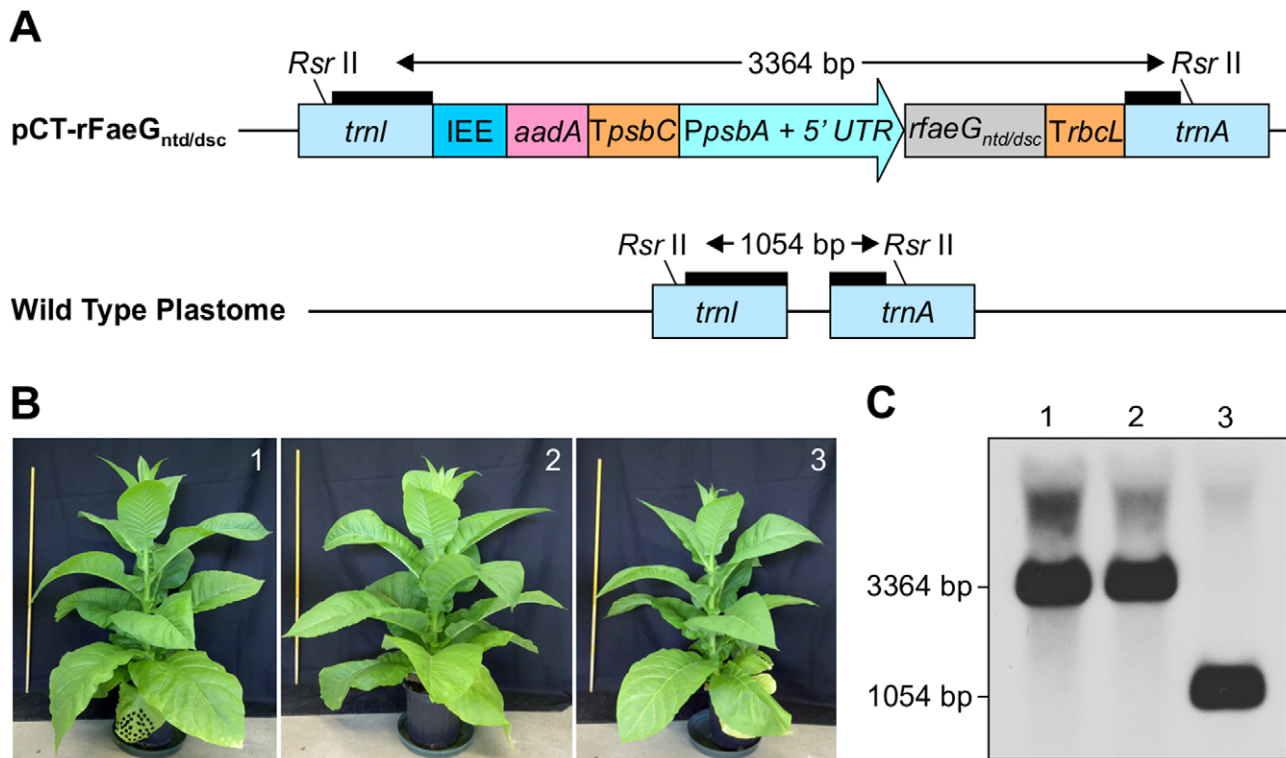 A
Rsr II 3364 bp Rsr II
pCT-rFaeGntd/dsc trnI IEE aadA TpsbC PpsbA + 5' UTR rfaeGntd/dsc TrbcL trnA
Rsr II 1054 bp Rsr II
Wild Type Plastome trnI trnA
B
1 2 3
C
1 2 3
3364 bp
1054 bp